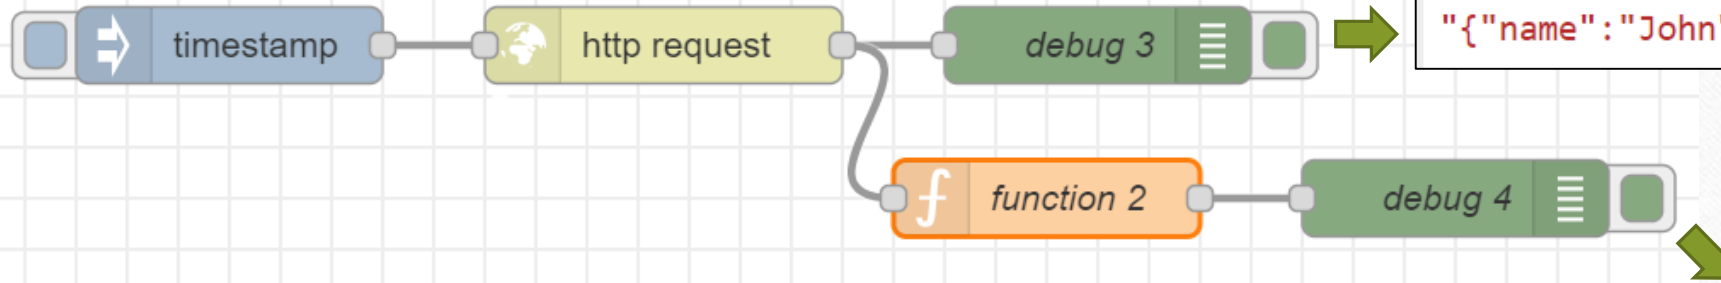 timestamp
http request
debug 3
"{"name":"John"
function 2
debug 4